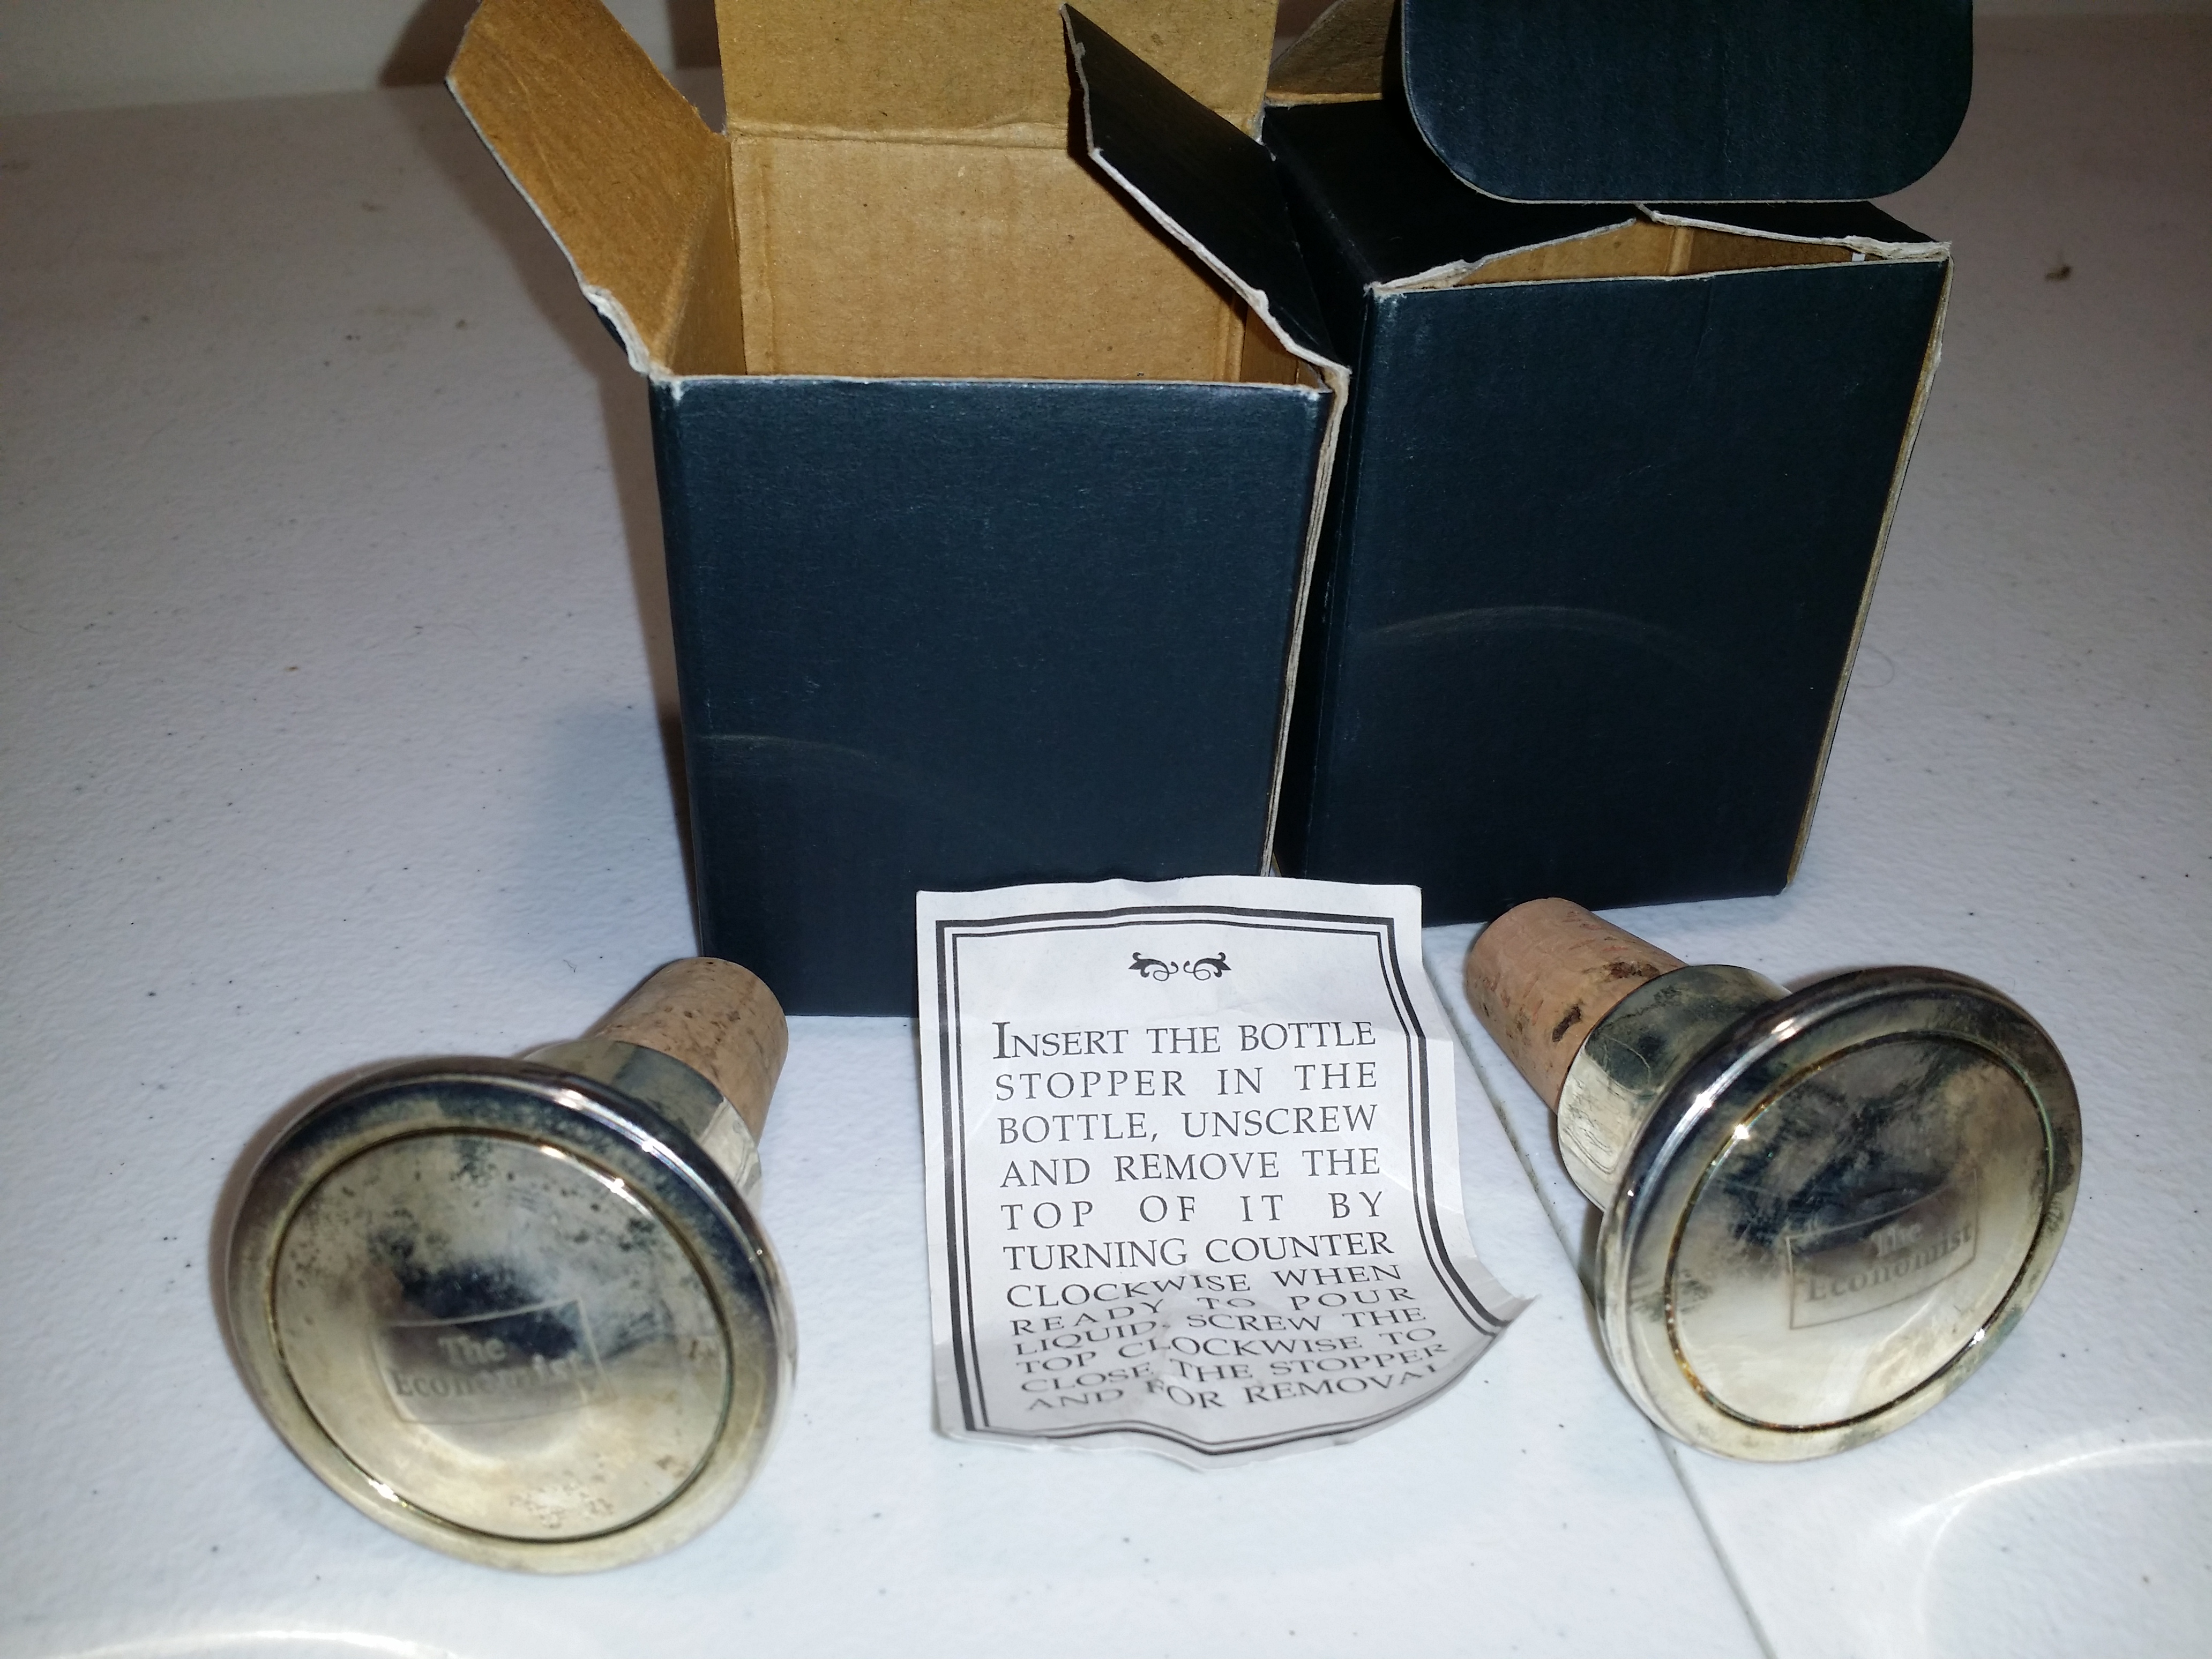 INSERT THE BOTTLE
STOPPER IN THE
BOTTLE, UNSCREW
AND REMOVE THE
TOP OF IT BY
TURNING COUNTER
CLOCKWISE WHEN
READY TO POUR
LIQUID. SCREW THE
TOP CLOCKWISE TO
CLOSE THE STOPPER
AND FOR REMOVAL
The
Economist
The
Economist